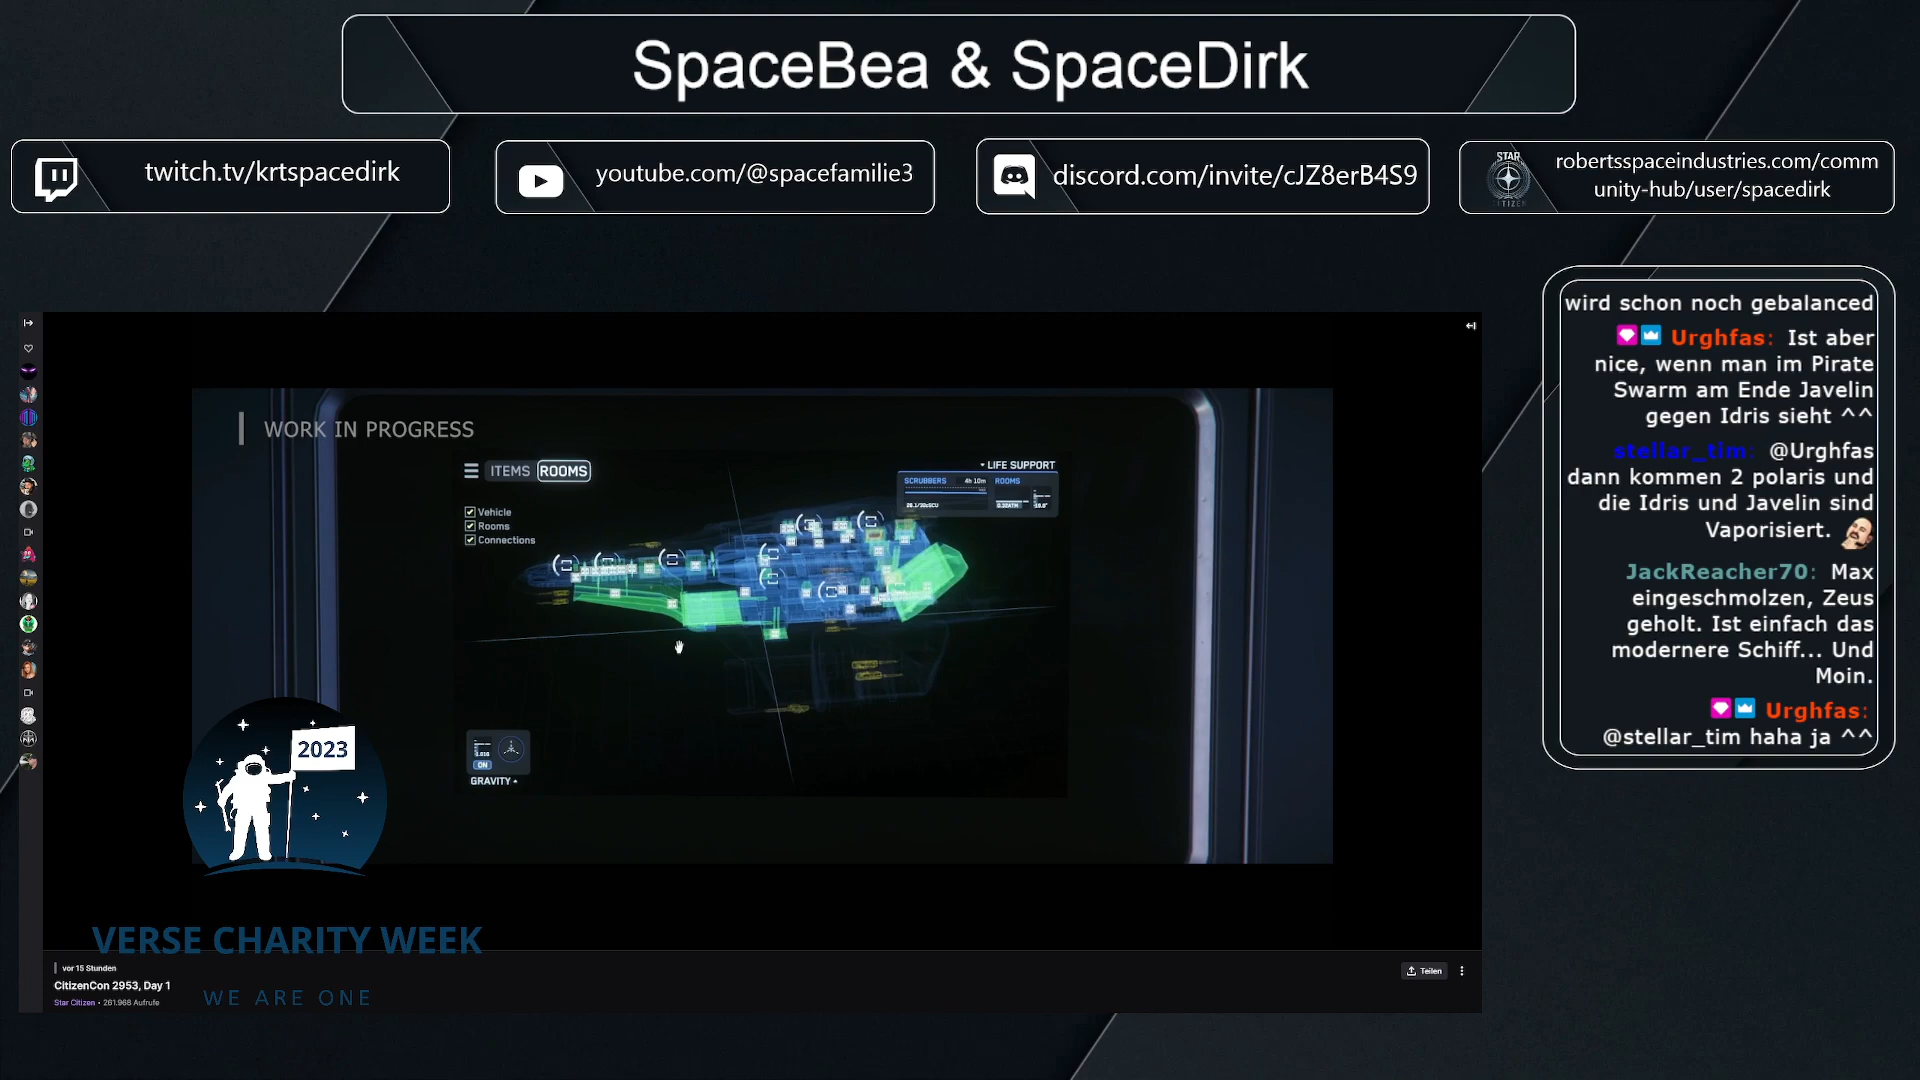 SpaceBea & SpaceDirk
twitch.tv/krtspacedirk
youtube.com/@spacefamilie3
discord.com/invite/cJZ8erB4S9
STAR
robertsspaceindustries.com/comm
unity-hub/user/spacedirk
WORK IN PROGRESS
ITEMS ROOMS
LIFE SUPPORT
SCRUBBERS 4h 10m ROOMS
Vehicle
Rooms
Connections
ON
GRAVITY
2023
VERSE CHARITY WEEK
WE ARE ONE
vor 15 Stunden
CitizenCon 2953, Day 1
Star Citizen • 261.968 Aufrufe
Teilen
wird schon noch gebalanced
Urghfas: Ist aber
nice, wenn man im Pirate
Swarm am Ende Javelin
gegen Idris sieht ^^
stellar_tim: @Urghfas
dann kommen 2 polaris und
die Idris und Javelin sind
Vaporisiert.
JackReacher70: Max
eingeschmolzen, Zeus
geholt. Ist einfach das
modernere Schiff... Und
Moin.
Urghfas:
@stellar_tim haha ja ^^